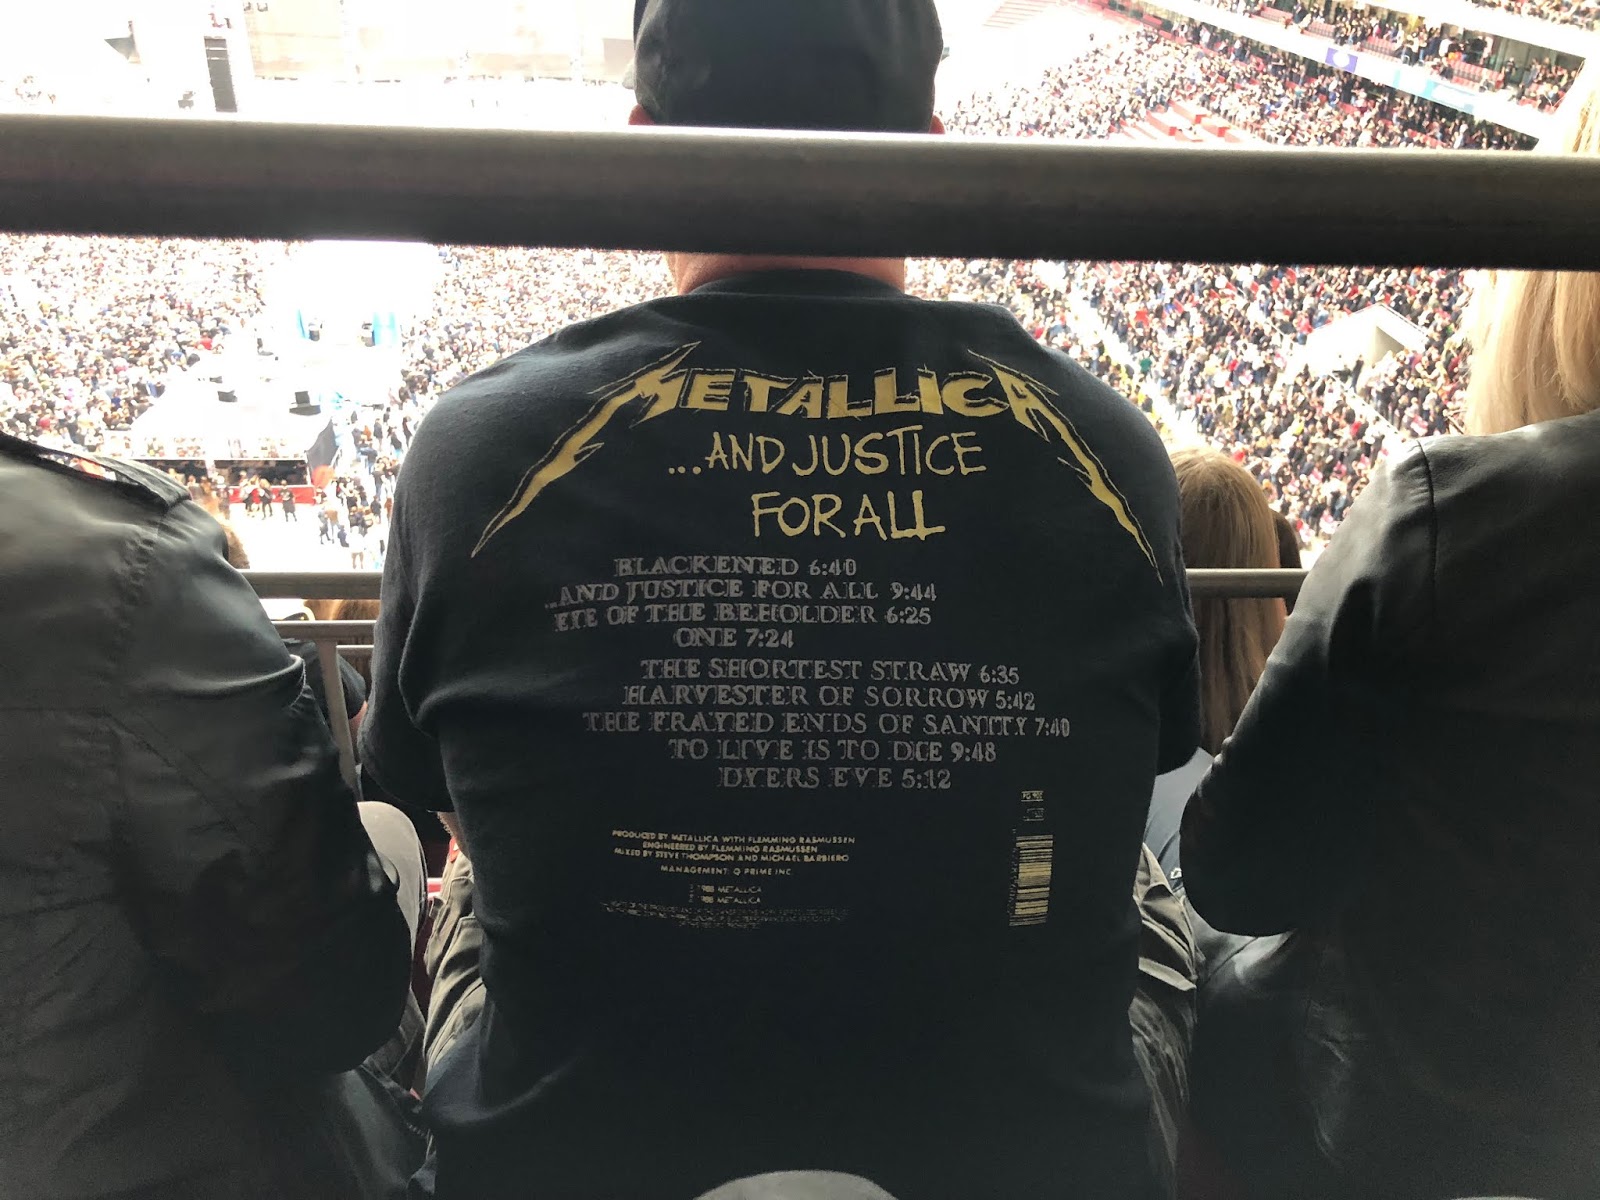 METALLICA
...AND JUSTICE
FOR ALL
BLACKENED 6:40
...AND JUSTICE FOR ALL 9:44
EYE OF THE BEHOLDER 6:25
ONE 7:24
THE SHORTEST STRAW 6:35
HARVESTER OF SORROW 5:42
THE FRAYED ENDS OF SANITY 7:40
TO LIVE IS TO DIE 9:48
DYERS EVE 5:12
PRODUCED BY METALLICA WITH FLEMMING RASMUSSEN
ENGINEERED BY FLEMMING RASMUSSEN
MIXED BY STEVE THOMPSON AND MICHAEL BARBIERO
MANAGEMENT: Q PRIME INC.
1988 METALLICA
1988 METALLICA